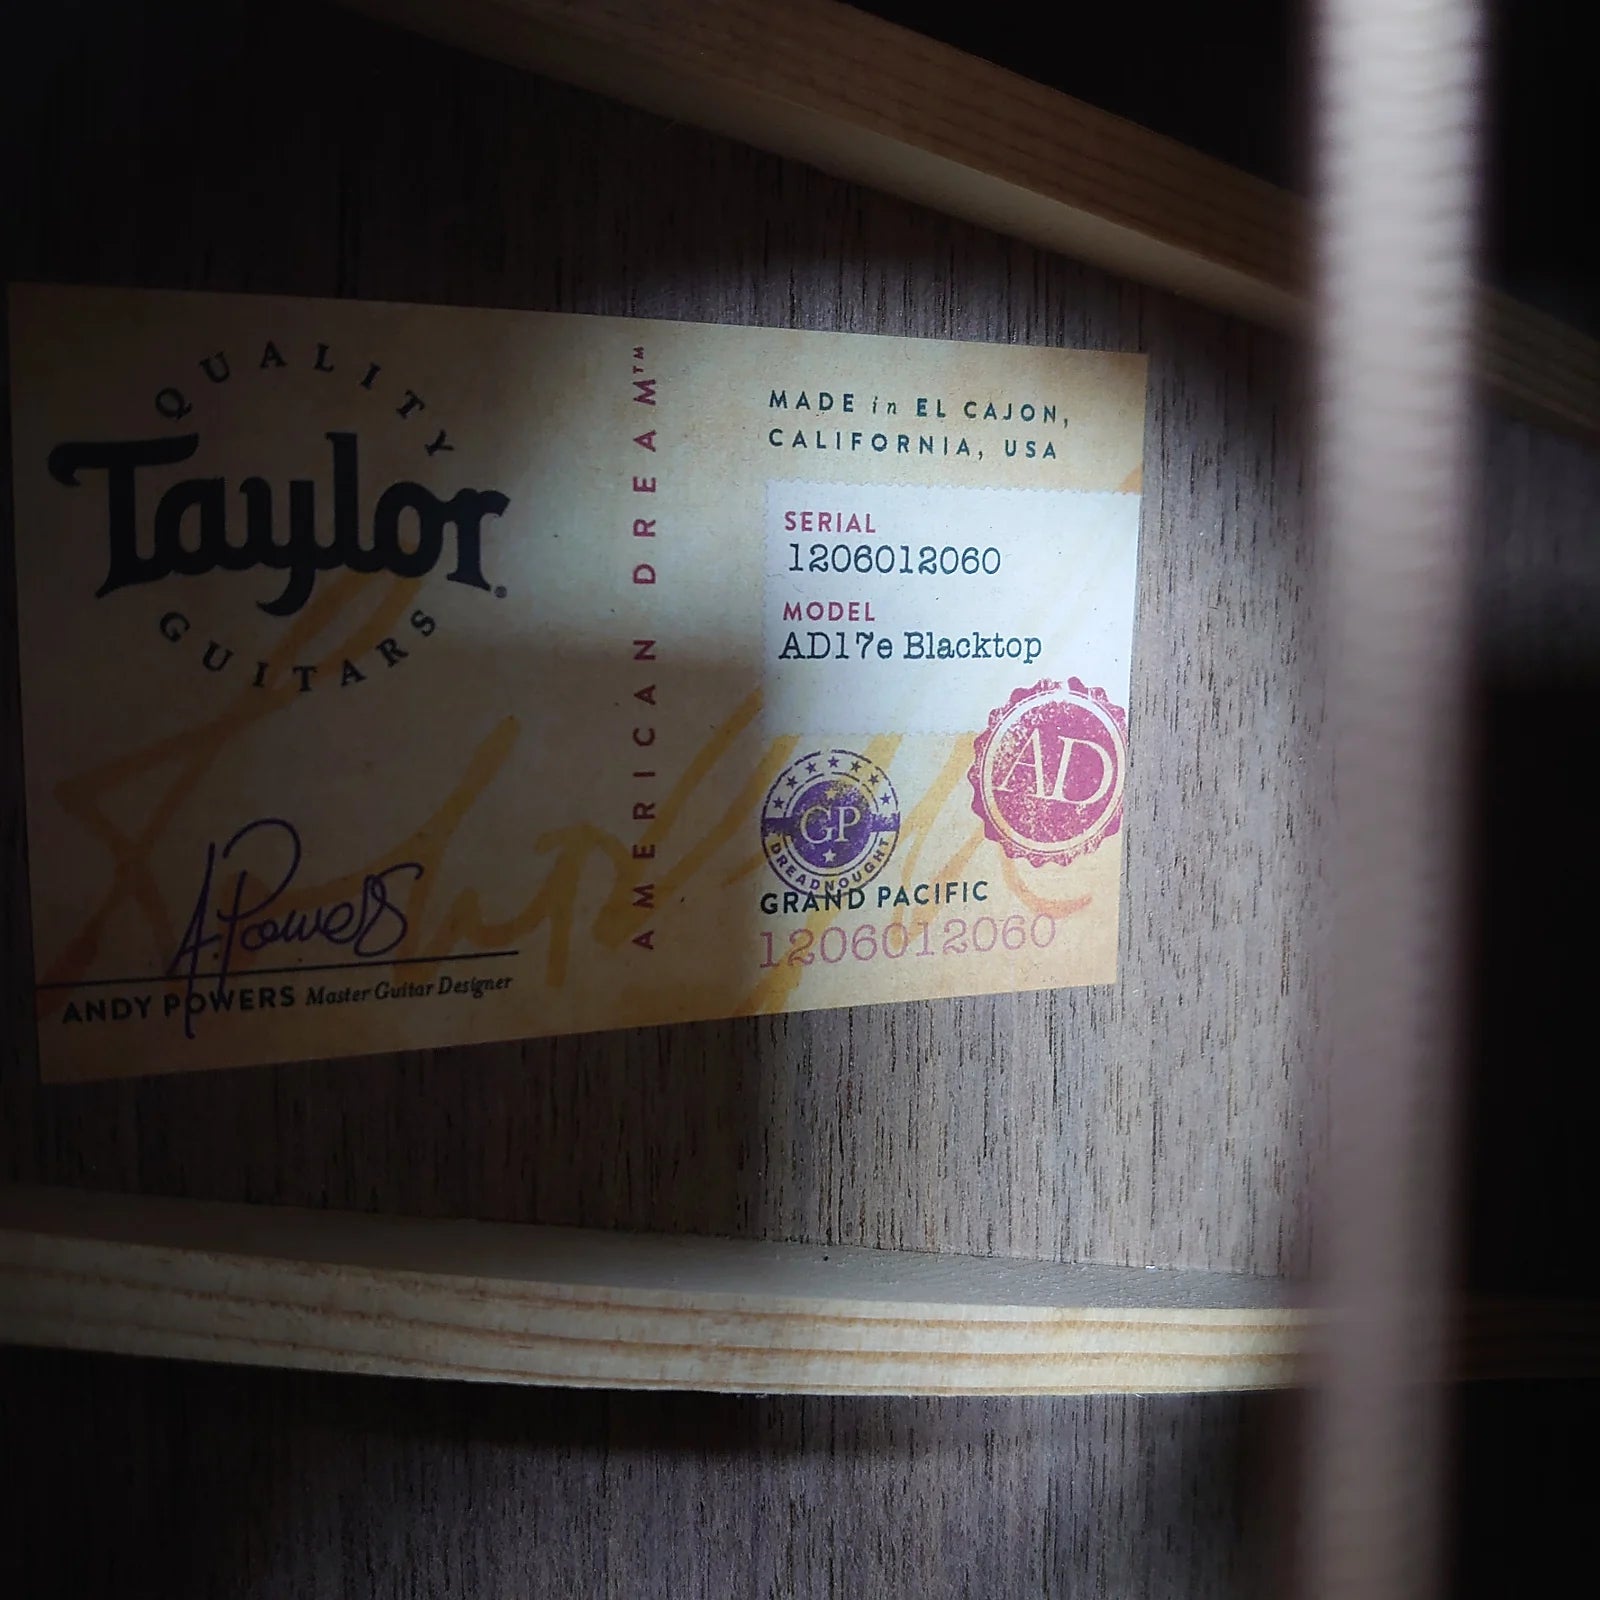 QUALITY
Taylor®
GUITARS
A.Powers
ANDY POWERS Master Guitar Designer
AMERICAN DREAM™
MADE in EL CAJON,
CALIFORNIA, USA
SERIAL
1206012060
MODEL
AD17e Blacktop
AD
GP
DREADNOUGHT
GRAND PACIFIC
1206012060